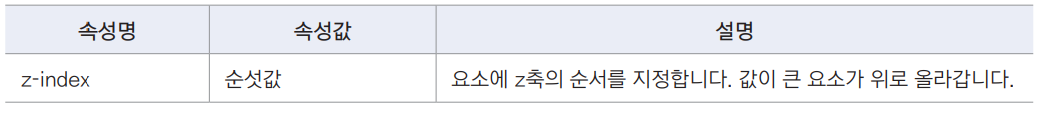 속성명 속성값 설명
z-index 순섯값 요소에 z축의 순서를 지정합니다. 값이 큰 요소가 위로 올라갑니다.